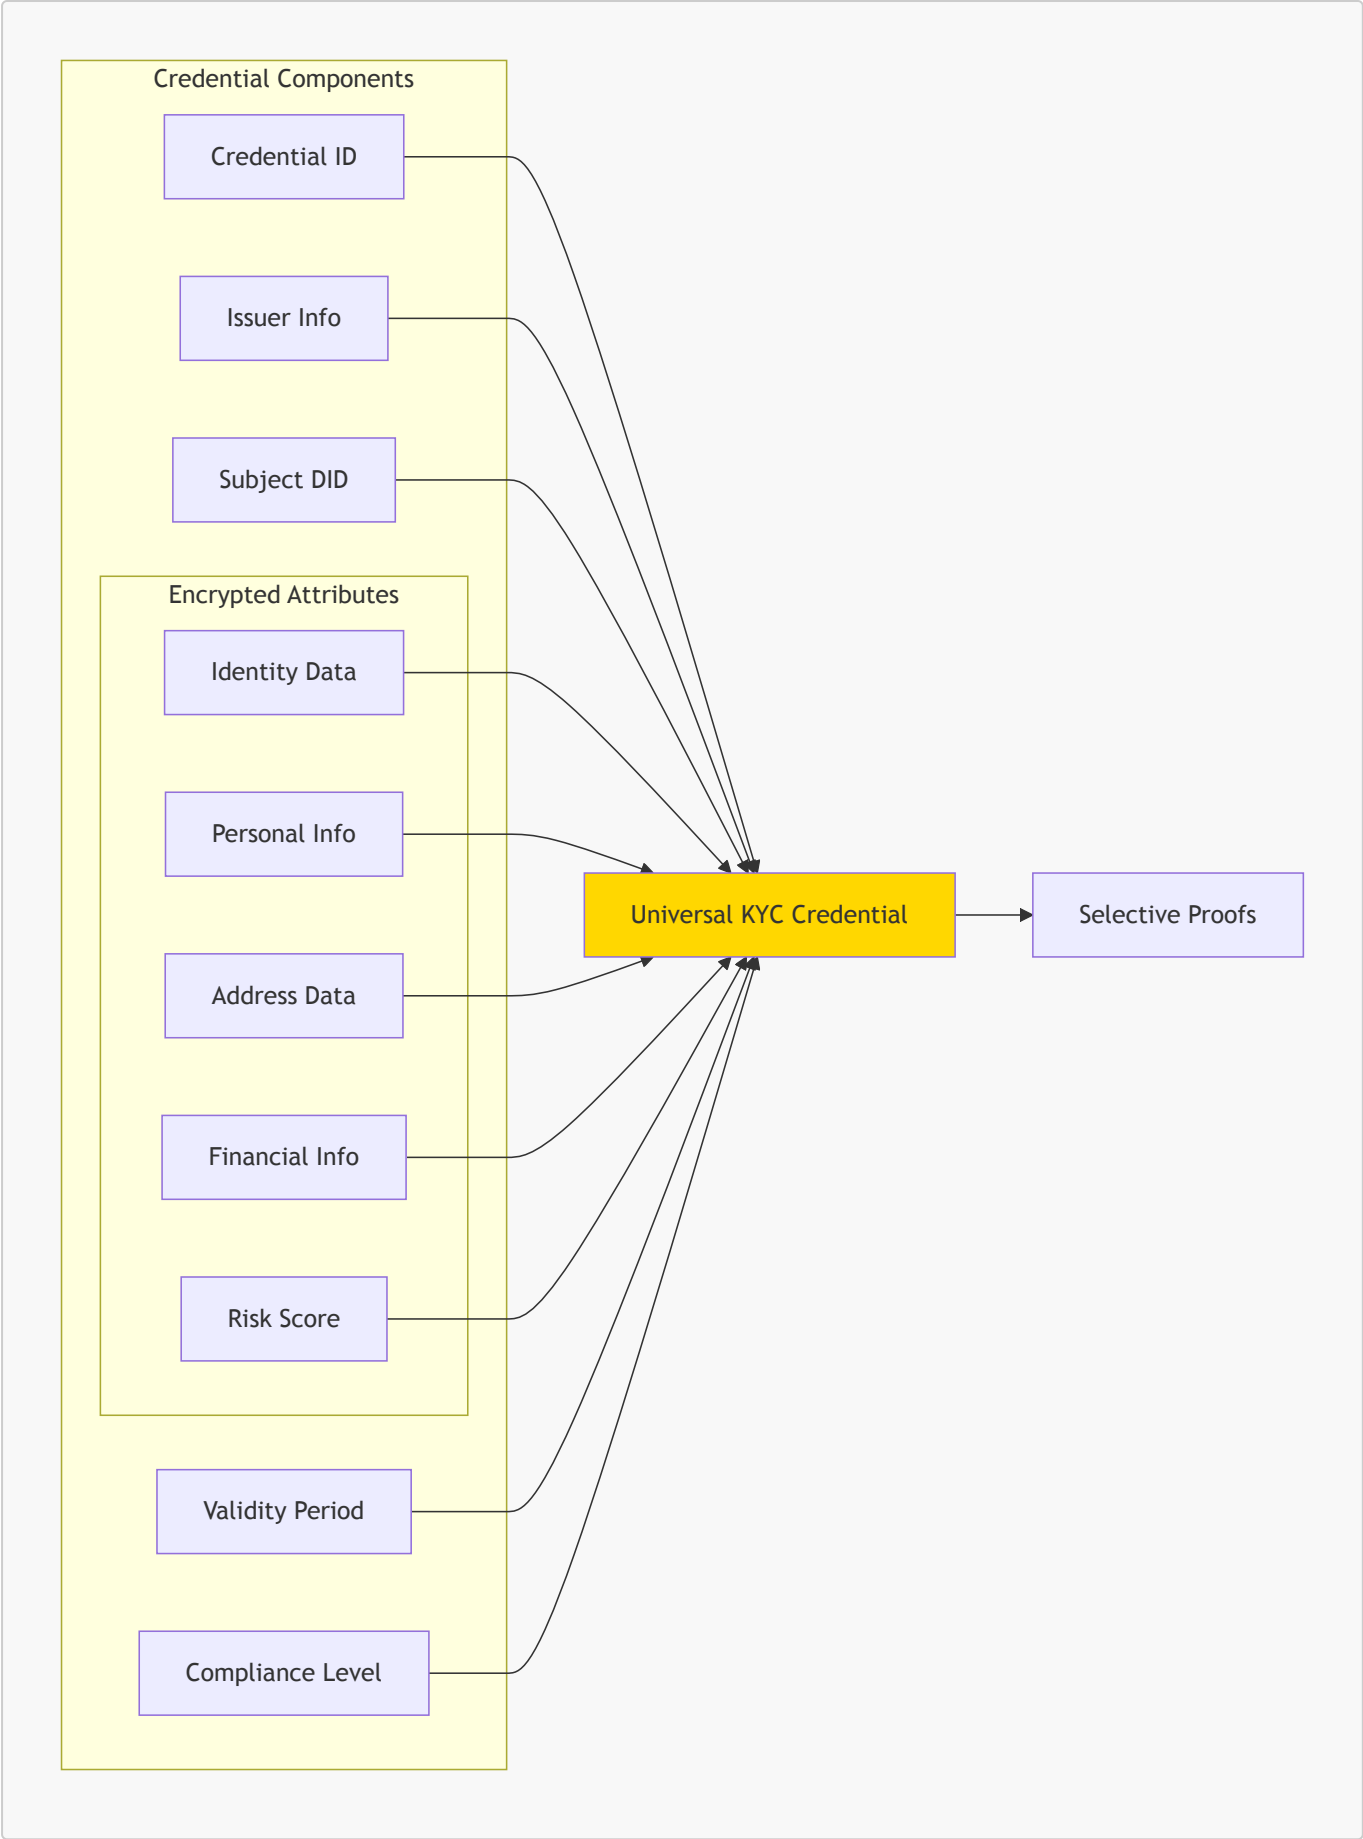 Credential Components
Credential ID
Issuer Info
Subject DID
Encrypted Attributes
Identity Data
Personal Info
Address Data
Financial Info
Risk Score
Validity Period
Compliance Level
Universal KYC Credential
Selective Proofs